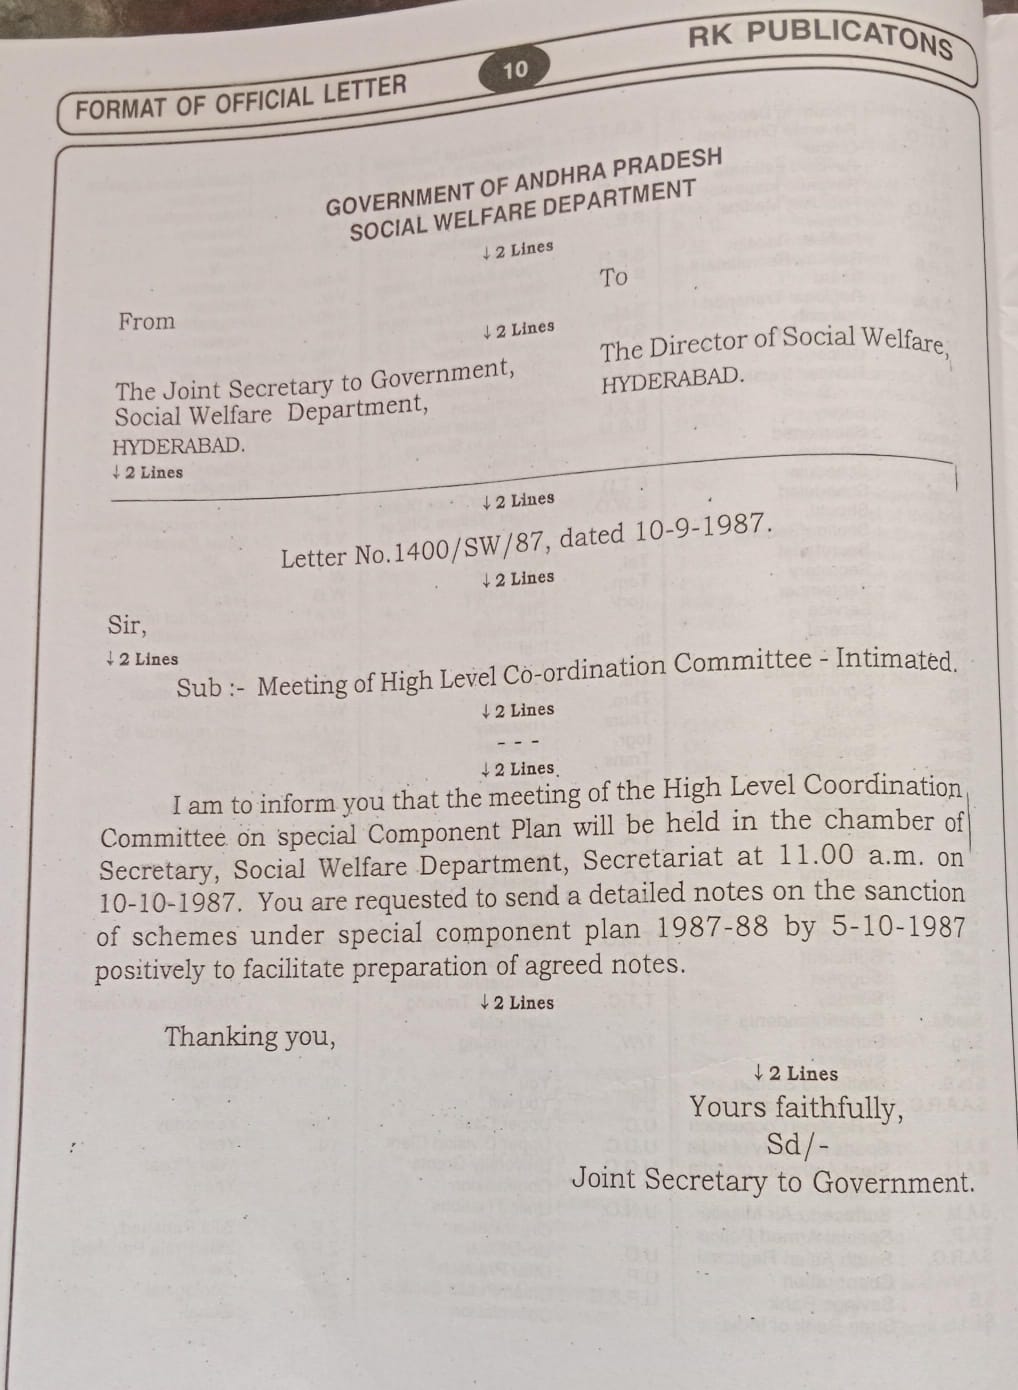 FORMAT OF OFFICIAL LETTER
10
RK PUBLICATONS
GOVERNMENT OF ANDHRA PRADESH
SOCIAL WELFARE DEPARTMENT
↓ 2 Lines
To
From
↓ 2 Lines
The Director of Social Welfare,
HYDERABAD.
The Joint Secretary to Government,
Social Welfare Department,
HYDERABAD.
↓ 2 Lines
↓ 2 Lines
Letter No.1400/SW/87, dated 10-9-1987.
↓ 2 Lines
Sir,
↓ 2 Lines
Sub :- Meeting of High Level Co-ordination Committee - Intimated.
↓ 2 Lines
- - -
↓ 2 Lines
I am to inform you that the meeting of the High Level Coordination
Committee on special Component Plan will be held in the chamber of
Secretary, Social Welfare Department, Secretariat at 11.00 a.m. on
10-10-1987. You are requested to send a detailed notes on the sanction
of schemes under special component plan 1987-88 by 5-10-1987
positively to facilitate preparation of agreed notes.
↓ 2 Lines
Thanking you,
↓ 2 Lines
Yours faithfully,
Sd/-
Joint Secretary to Government.